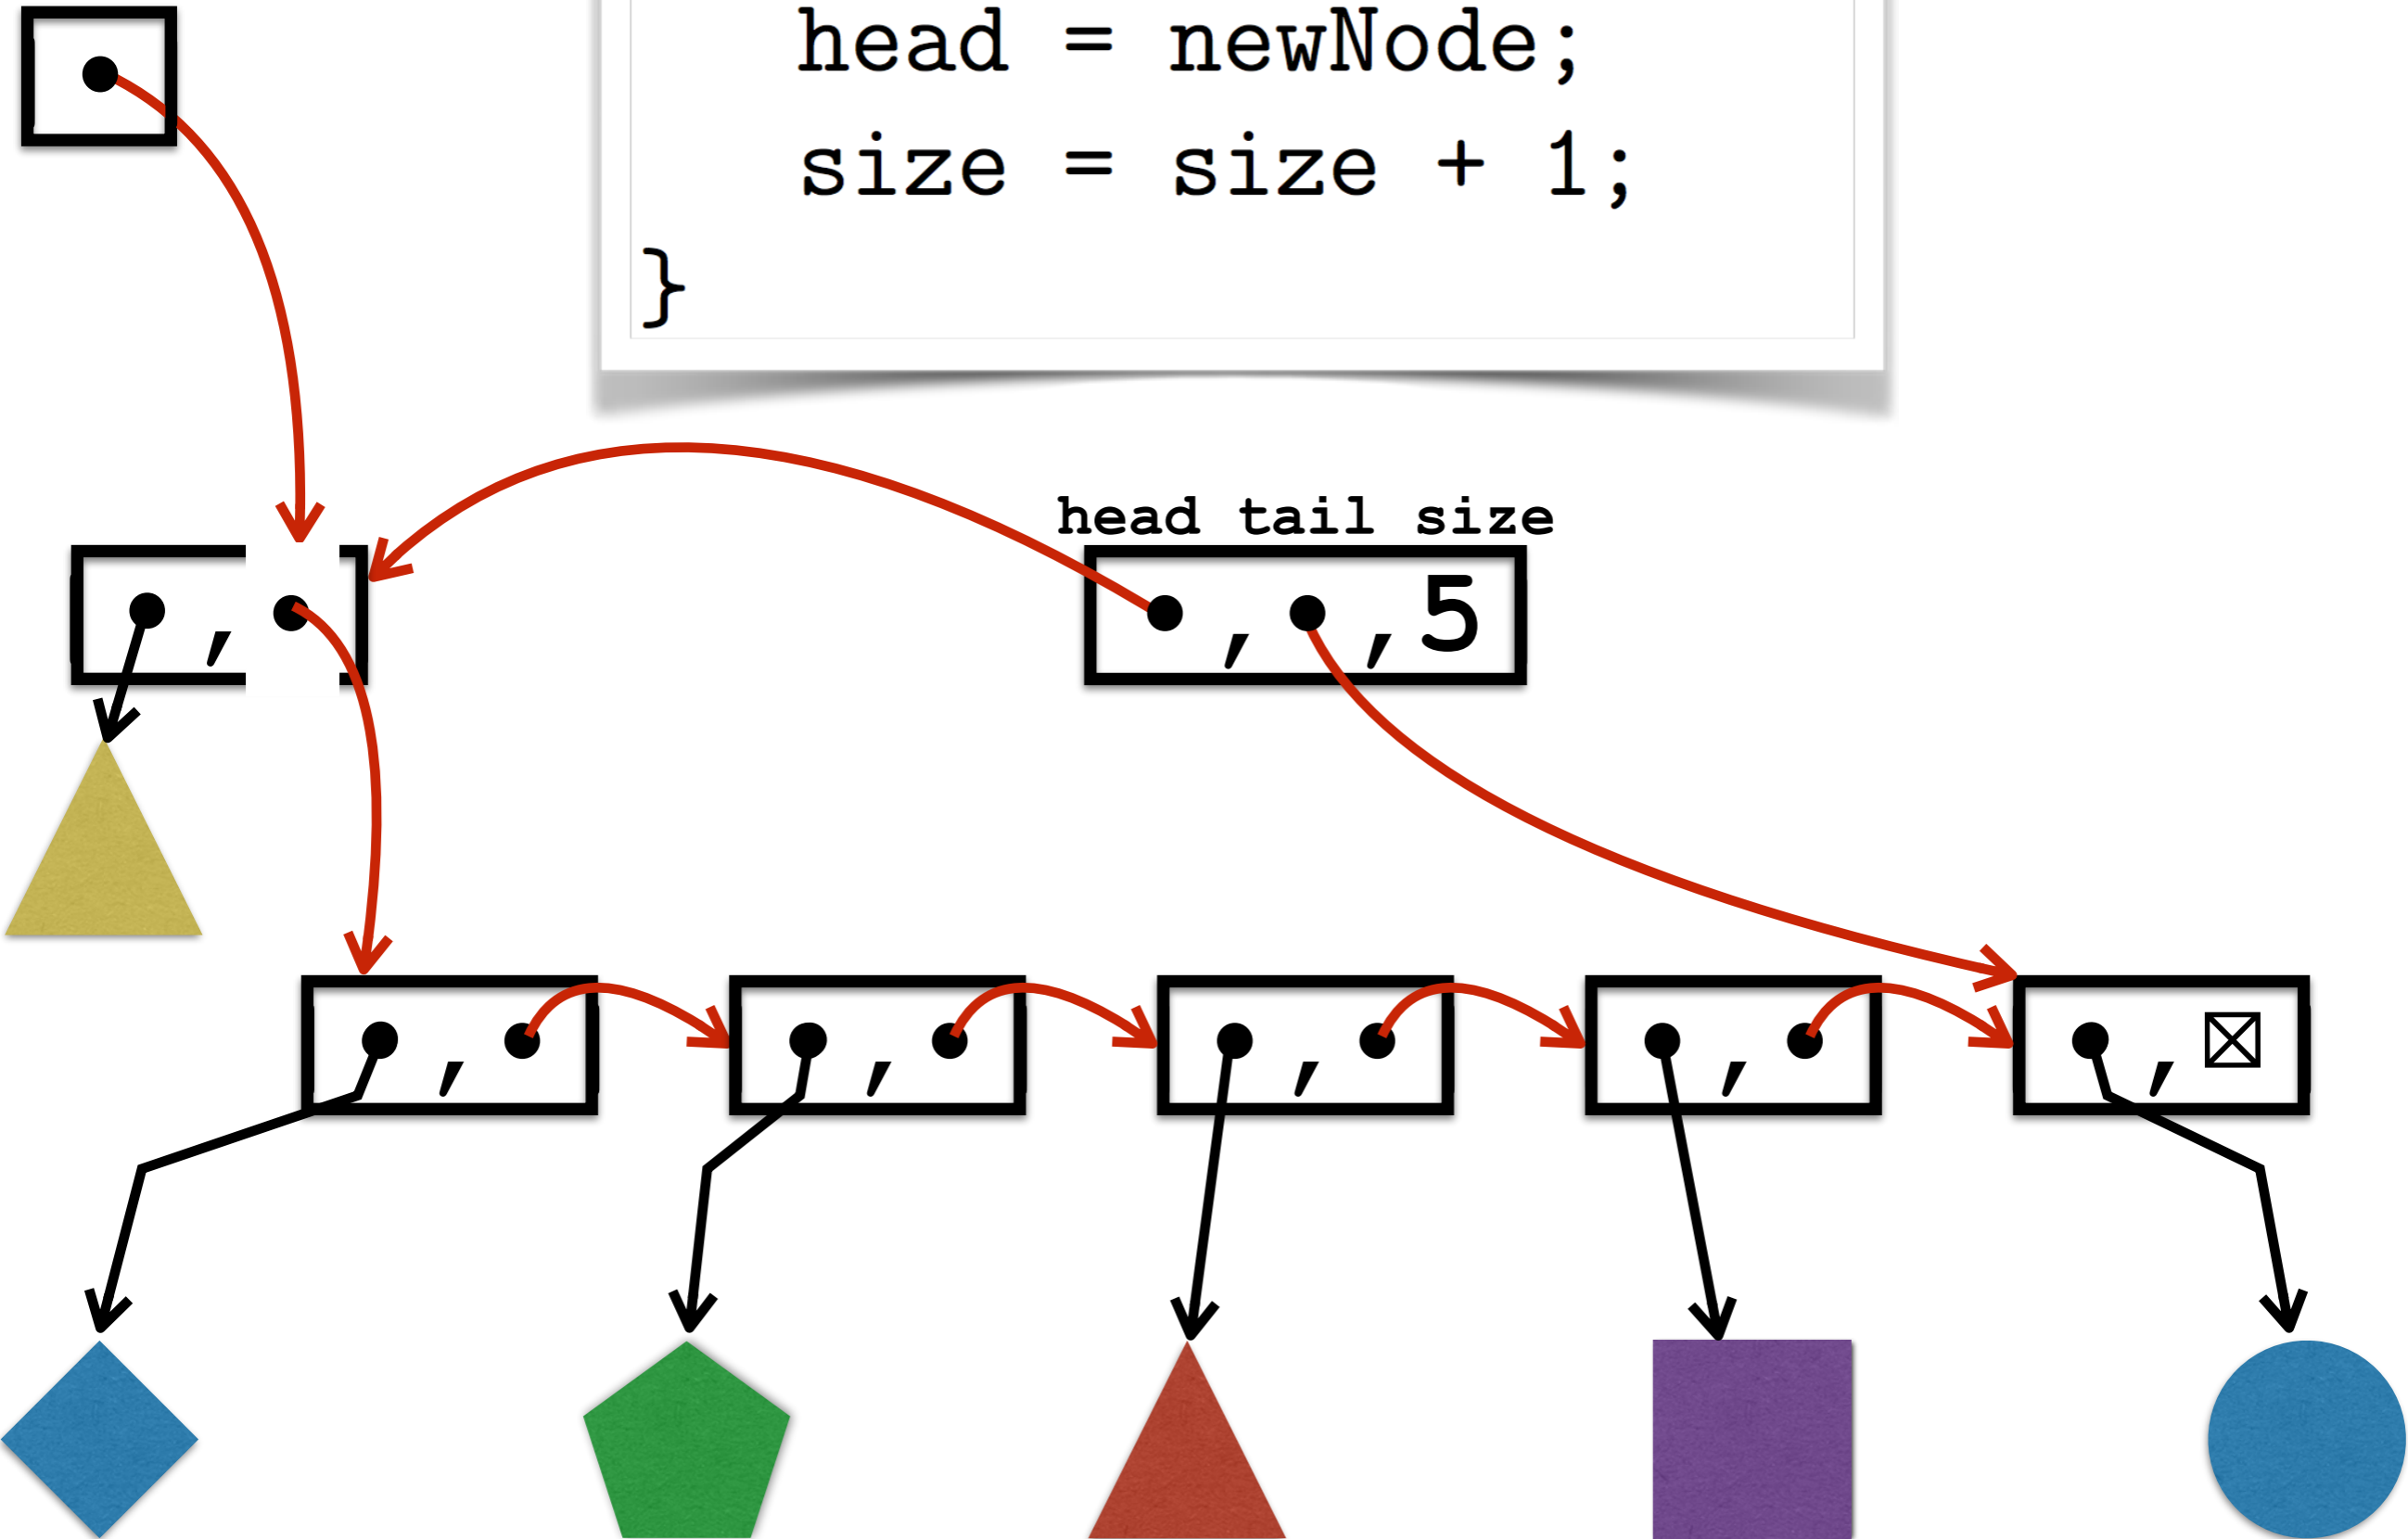 head = newNode;
size = size + 1;
}
head tail size
, , ,5
,
, , , , ,